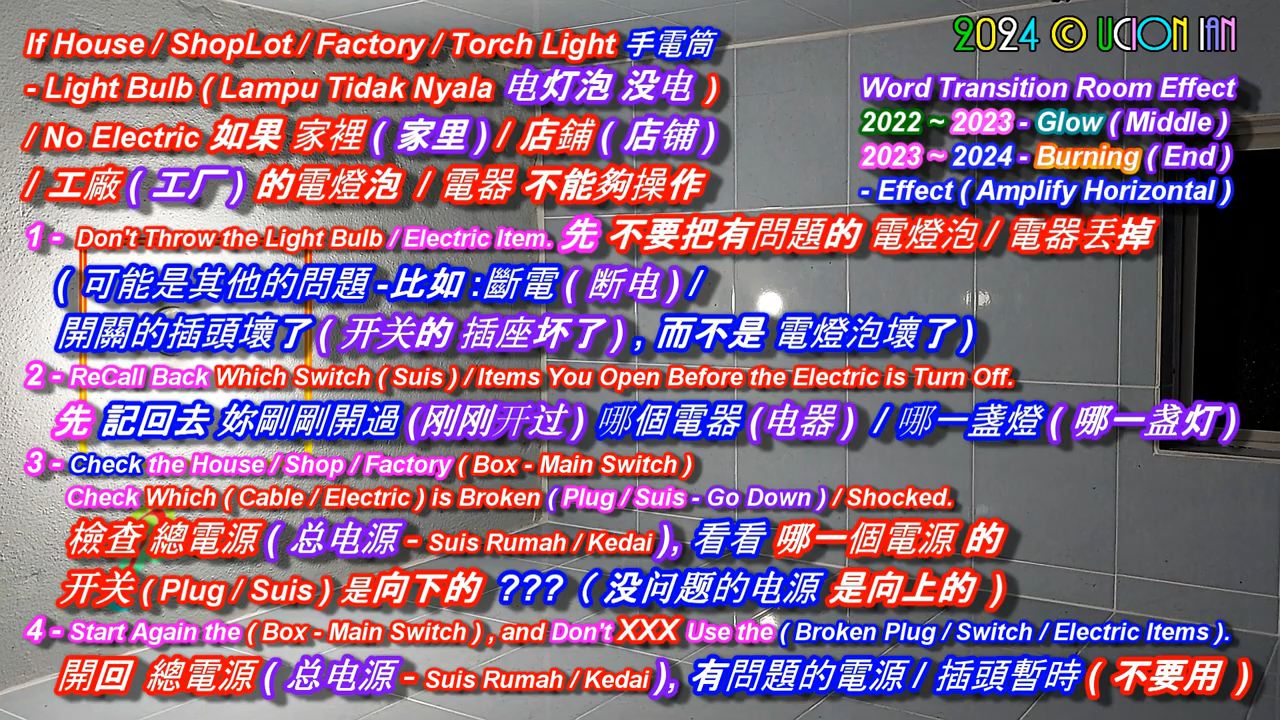 2024 © UCION IAN
If House / ShopLot / Factory / Torch Light 手電筒
- Light Bulb ( Lampu Tidak Nyala 电灯泡 没电 )
/ No Electric 如果 家裡 ( 家里 ) / 店鋪 ( 店铺 )
/ 工廠 ( 工厂 ) 的電燈泡 / 電器 不能夠操作
Word Transition Room Effect
2022 ~ 2023 - Glow ( Middle )
2023 ~ 2024 - Burning ( End )
- Effect ( Amplify Horizontal )
1 - Don't Throw the Light Bulb / Electric Item. 先 不要把有問題的 電燈泡 / 電器丟掉
( 可能是其他的問題 -比如 :斷電 ( 断电 ) /
開關的插頭壞了 ( 开关的 插座坏了 ) , 而不是 電燈泡壞了 )
2 - ReCall Back Which Switch ( Suis ) / Items You Open Before the Electric is Turn Off.
先 記回去 妳剛剛開過 (刚刚开过 ) 哪個電器 (电器 ) / 哪一盞燈 ( 哪一盏灯 )
3 - Check the House / Shop / Factory ( Box - Main Switch )
Check Which ( Cable / Electric ) is Broken ( Plug / Suis - Go Down ) / Shocked.
檢查 總電源 ( 总电源 - Suis Rumah / Kedai ), 看看 哪一個電源 的
开关 ( Plug / Suis ) 是向下的 ??? ( 没问题的电源 是向上的 )
4 - Start Again the ( Box - Main Switch ) , and Don't XXX Use the ( Broken Plug / Switch / Electric Items ).
開回 總電源 ( 总电源 - Suis Rumah / Kedai ), 有問題的電源 / 插頭暫時 ( 不要用 )